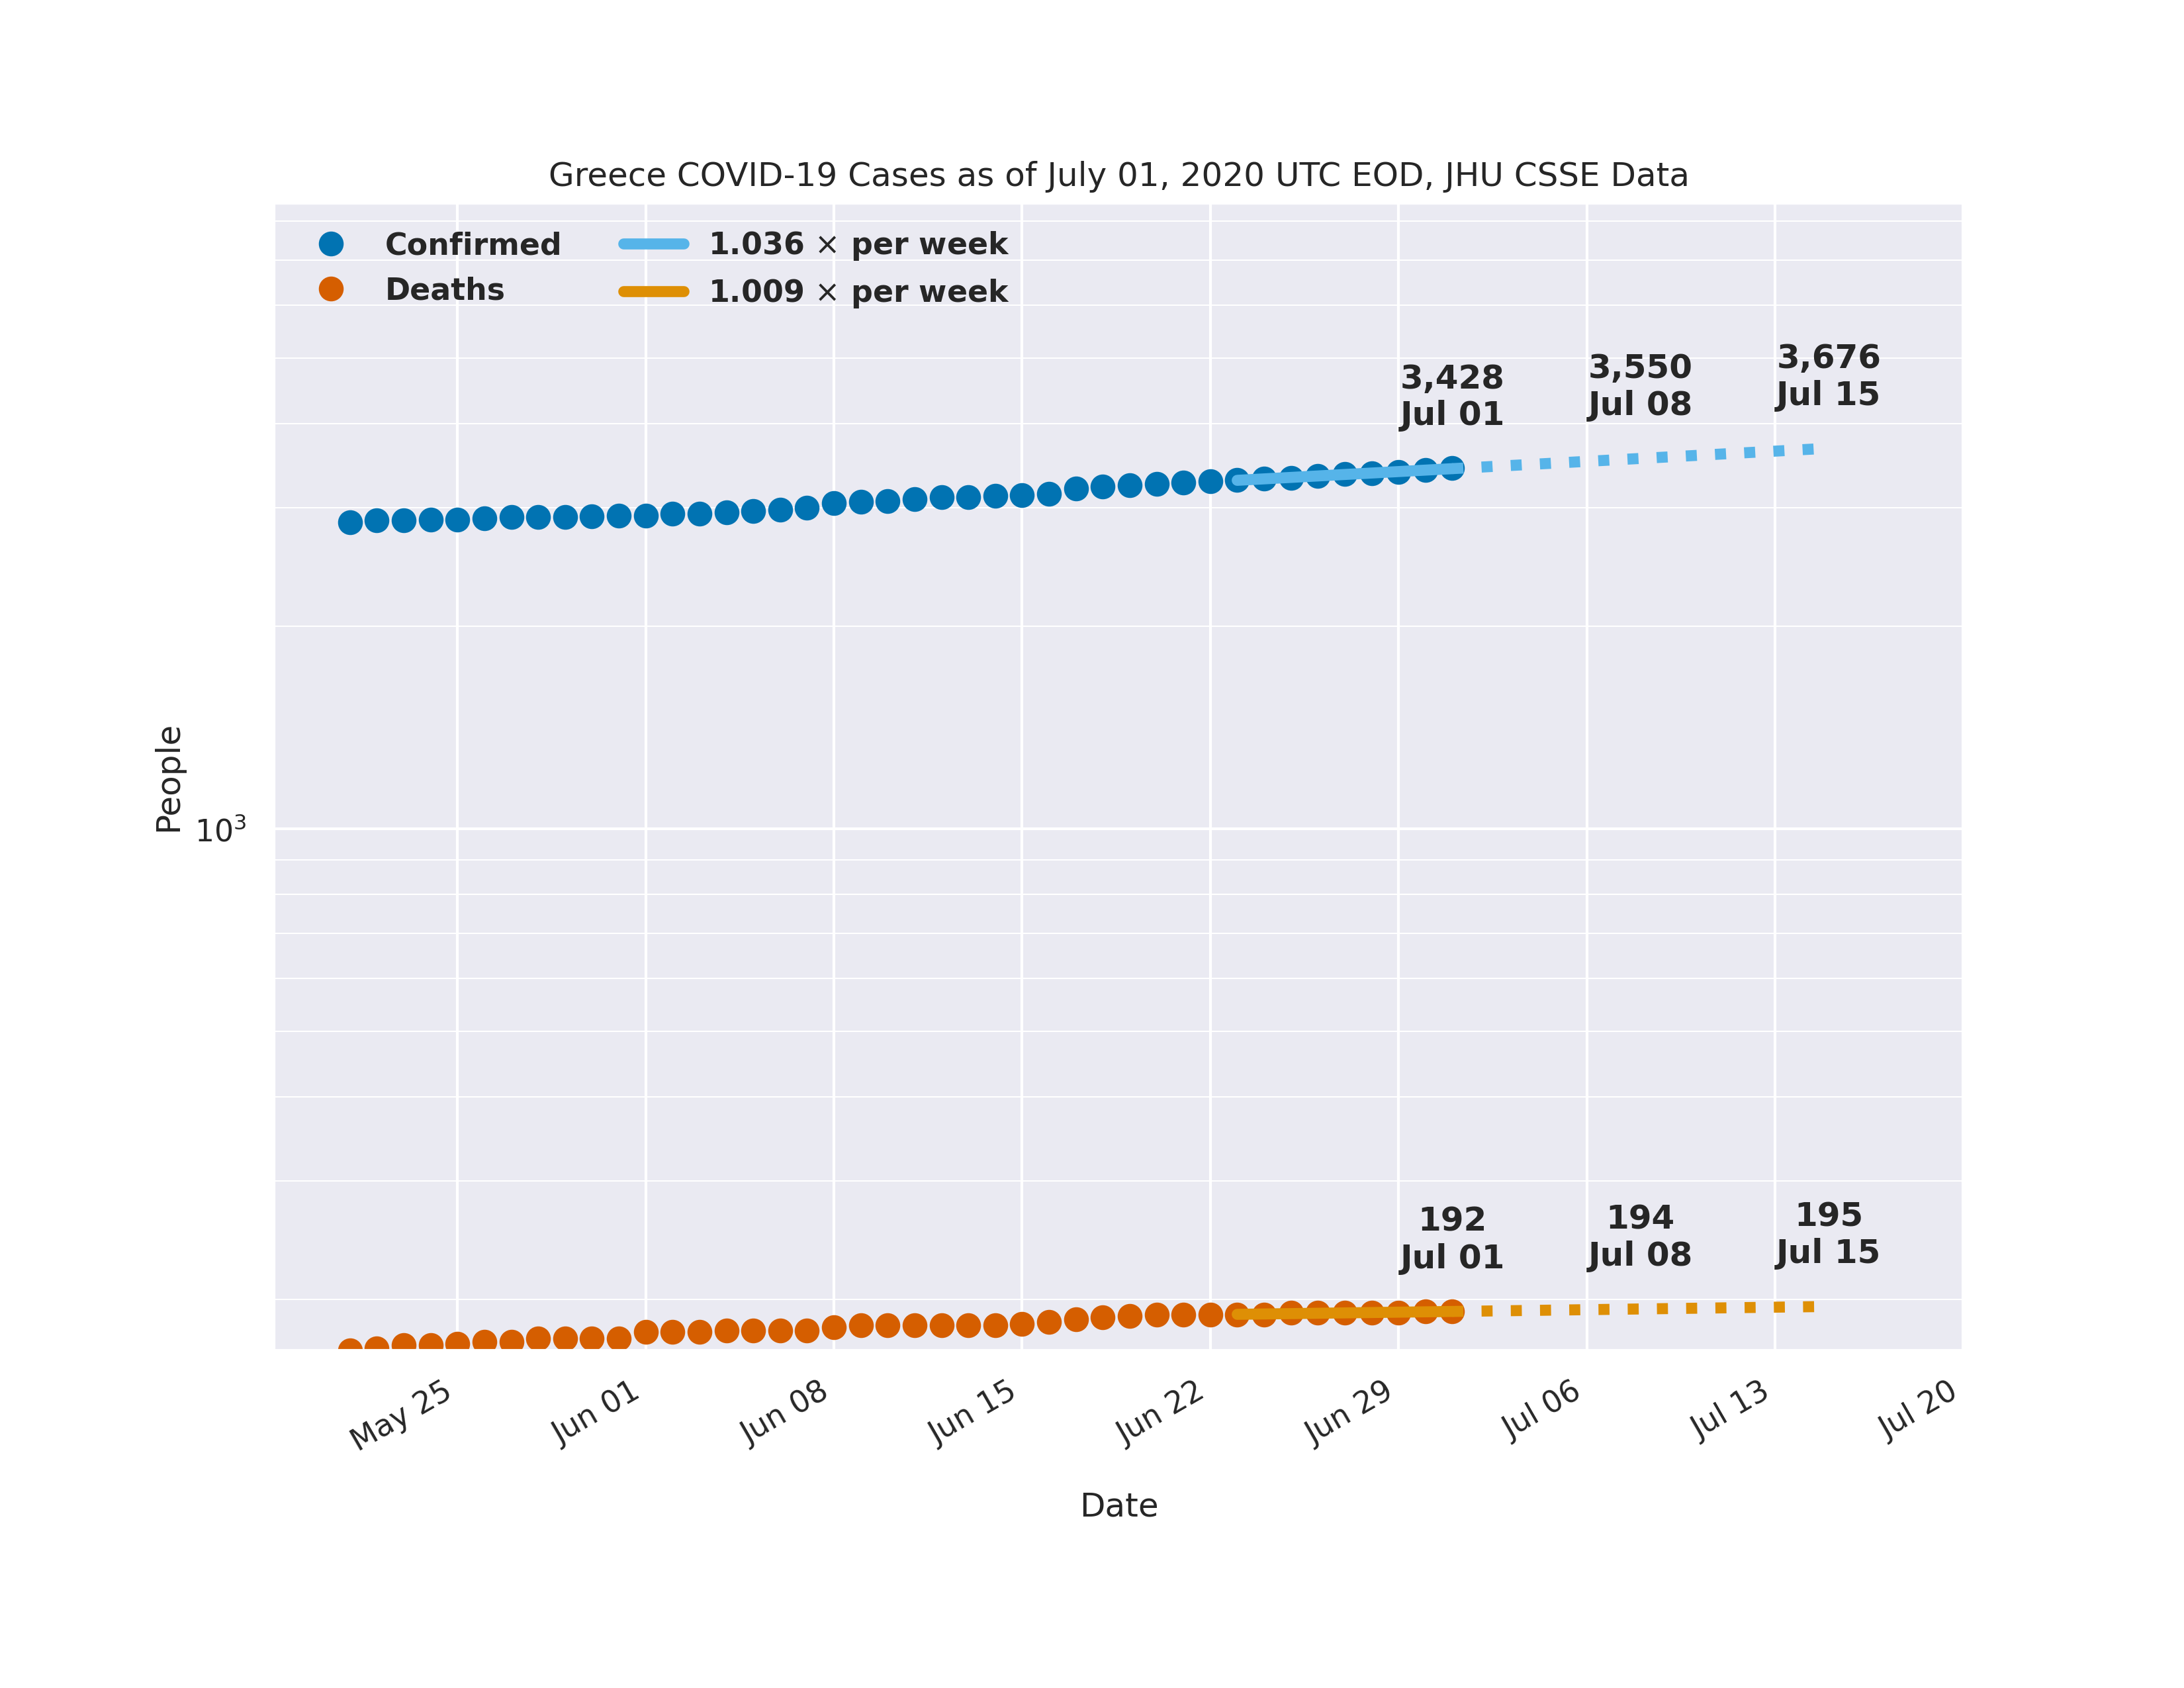 Greece COVID-19 Cases as of July 01, 2020 UTC EOD, JHU CSSE Data
Confirmed
Deaths
1.036 × per week
1.009 × per week
3,428
Jul 01
3,550
Jul 08
3,676
Jul 15
People
10³
192
Jul 01
194
Jul 08
195
Jul 15
May 25
Jun 01
Jun 08
Jun 15
Jun 22
Jun 29
Jul 06
Jul 13
Jul 20
Date